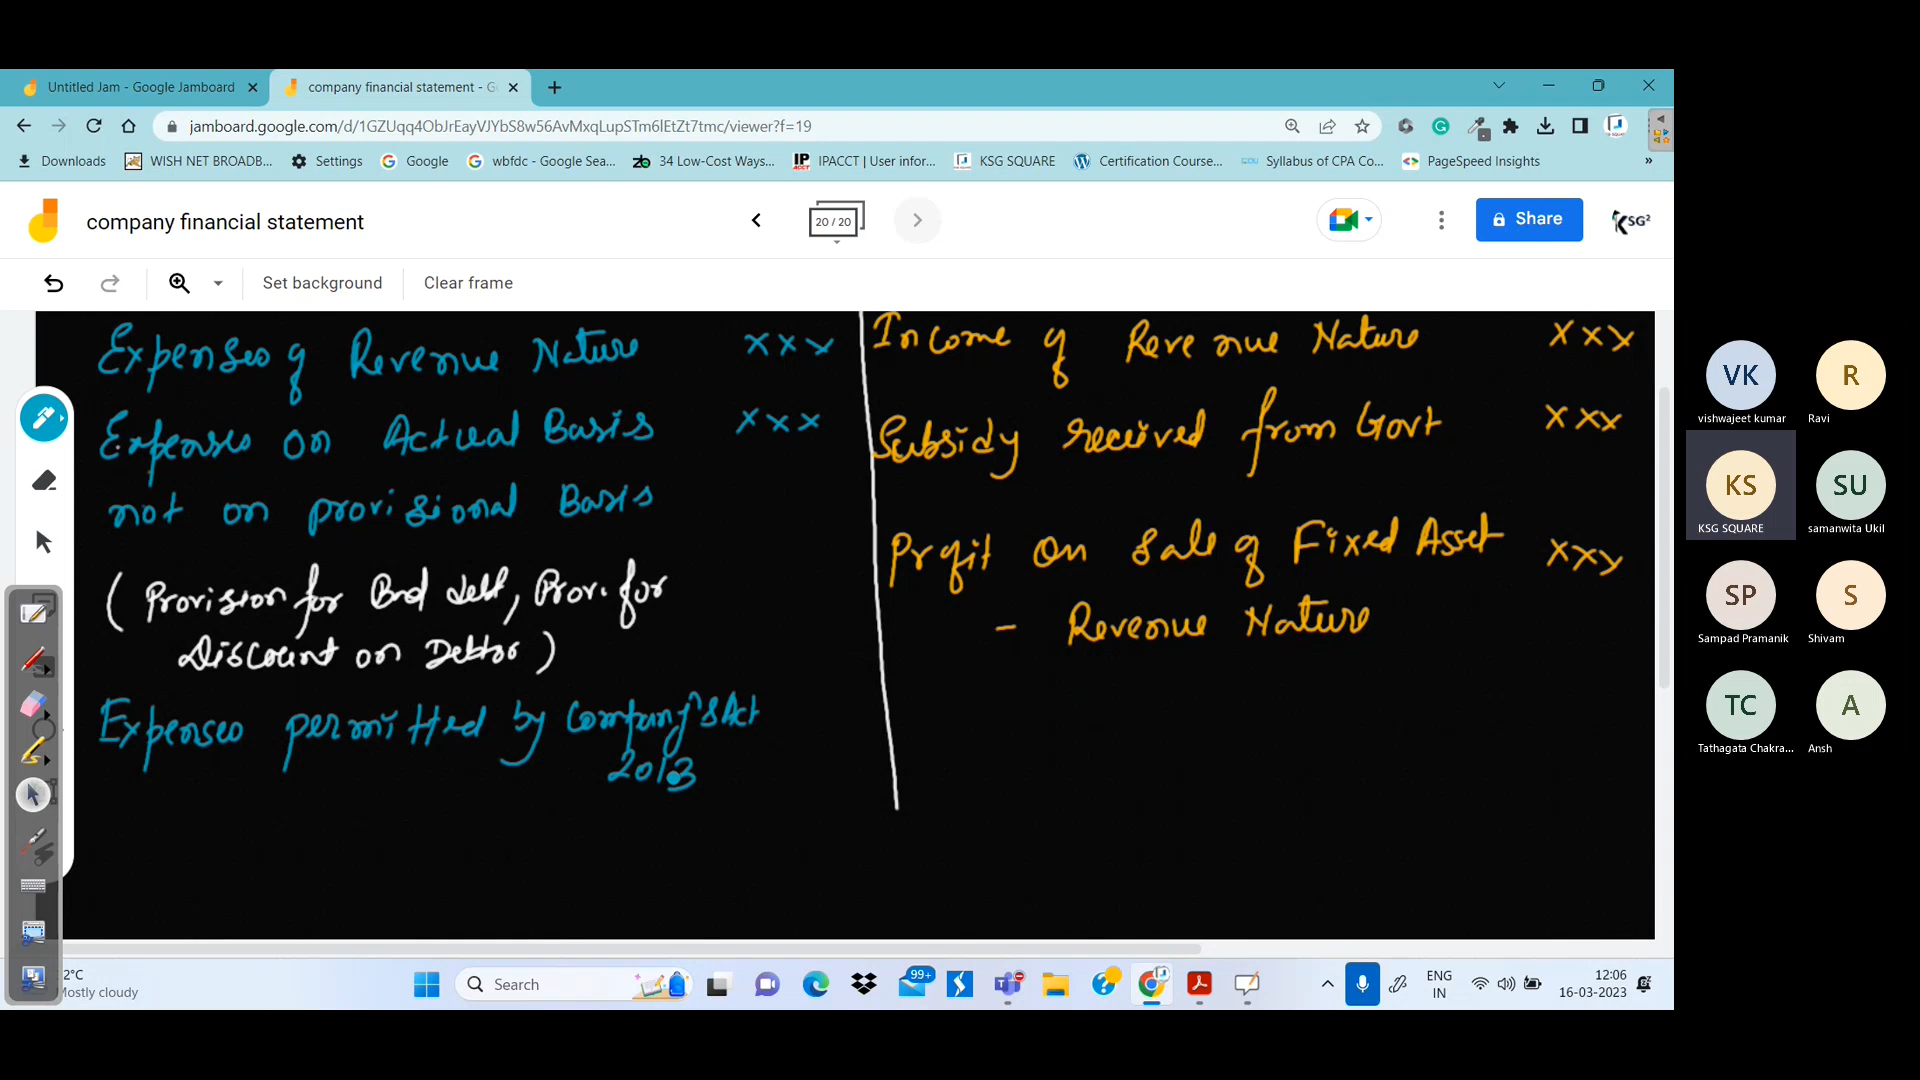 Untitled Jam - Google Jamboard
company financial statement - G
jamboard.google.com/d/1GZUqq4ObJrEayVJYbS8w56AvMxqLupSTm6lEtZt7tmc/viewer?f=19
Downloads WISH NET BROADB... Settings Google wbfdc - Google Sea... 34 Low-Cost Ways... IPACCT | User infor... KSG SQUARE Certification Course... Syllabus of CPA Co... PageSpeed Insights »
company financial statement
20 / 20
Share
KSG²
Set background
Clear frame
Expenses of Revenue Nature xxx
Expenses on Actual Basis xxx
not on provisional Basis
( Provision for Bad debt, Prov. for
Discount on Debtor )
Expenses permitted by Company's Act
2013
Income of Revenue Nature xxx
Subsidy received from Govt xxx
Profit on Sale of Fixed Asset xxx
- Revenue Nature
VK
vishwajeet kumar
R
Ravi
KS
KSG SQUARE
SU
samanwita Ukil
SP
Sampad Pramanik
S
Shivam
TC
Tathagata Chakra...
A
Ansh
2°C
Mostly cloudy
Search
99+
ENG
IN
12:06
16-03-2023